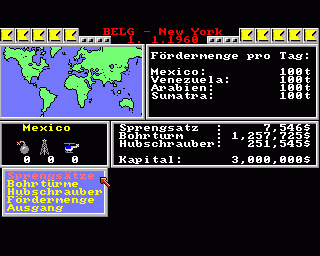 BELG - New York
1. 1.1960
Fördermenge pro Tag:
Mexico: 100t
Venezuela: 100t
Arabien: 100t
Sumatra: 100t
Mexico
0 0 0
Sprengsätze : 7,546$
Bohrturm : 1,257,725$
Hubschrauber: 251,545$
Kapital: 3,000,000$
Sprengsätze
Bohrtürme
Hubschrauber
Fördermenge
Ausgang